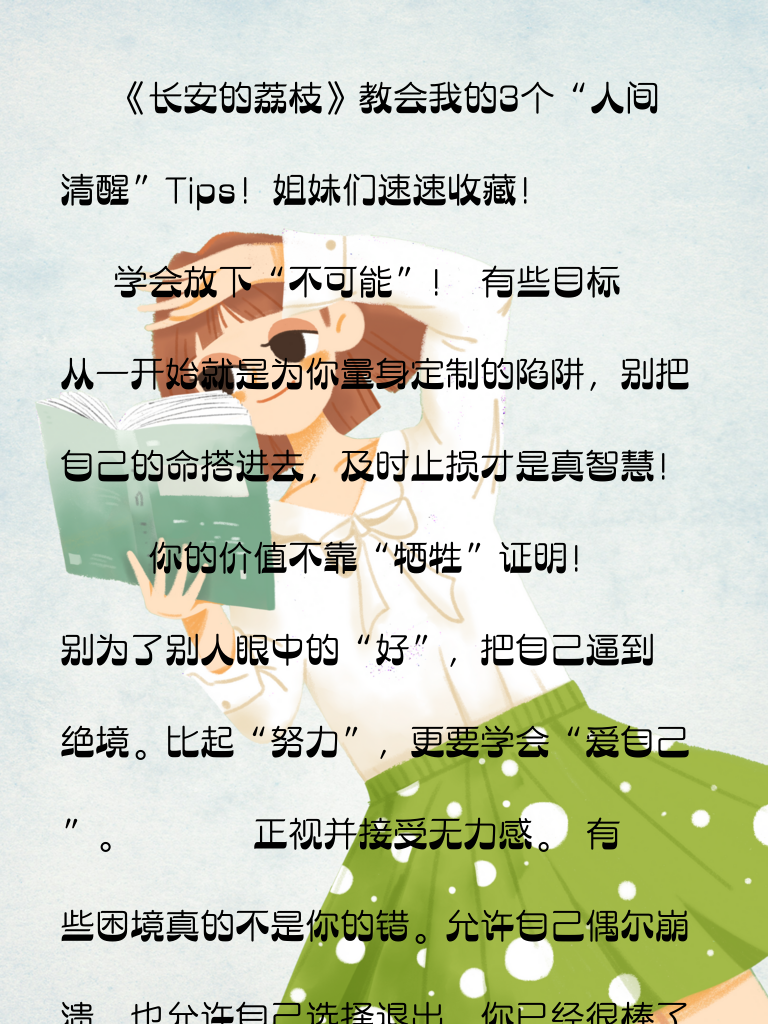 《长安的荔枝》教会我的3个“人间
清醒”Tips！姐妹们速速收藏！
学会放下“不可能”！ 有些目标
从一开始就是为你量身定制的陷阱，别把
自己的命搭进去，及时止损才是真智慧！
你的价值不靠“牺牲”证明！
别为了别人眼中的“好”，把自己逼到
绝境。比起“努力”，更要学会“爱自己
”。 正视并接受无力感。 有
些困境真的不是你的错。允许自己偶尔崩
溃，也允许自己选择退出，你已经很棒了